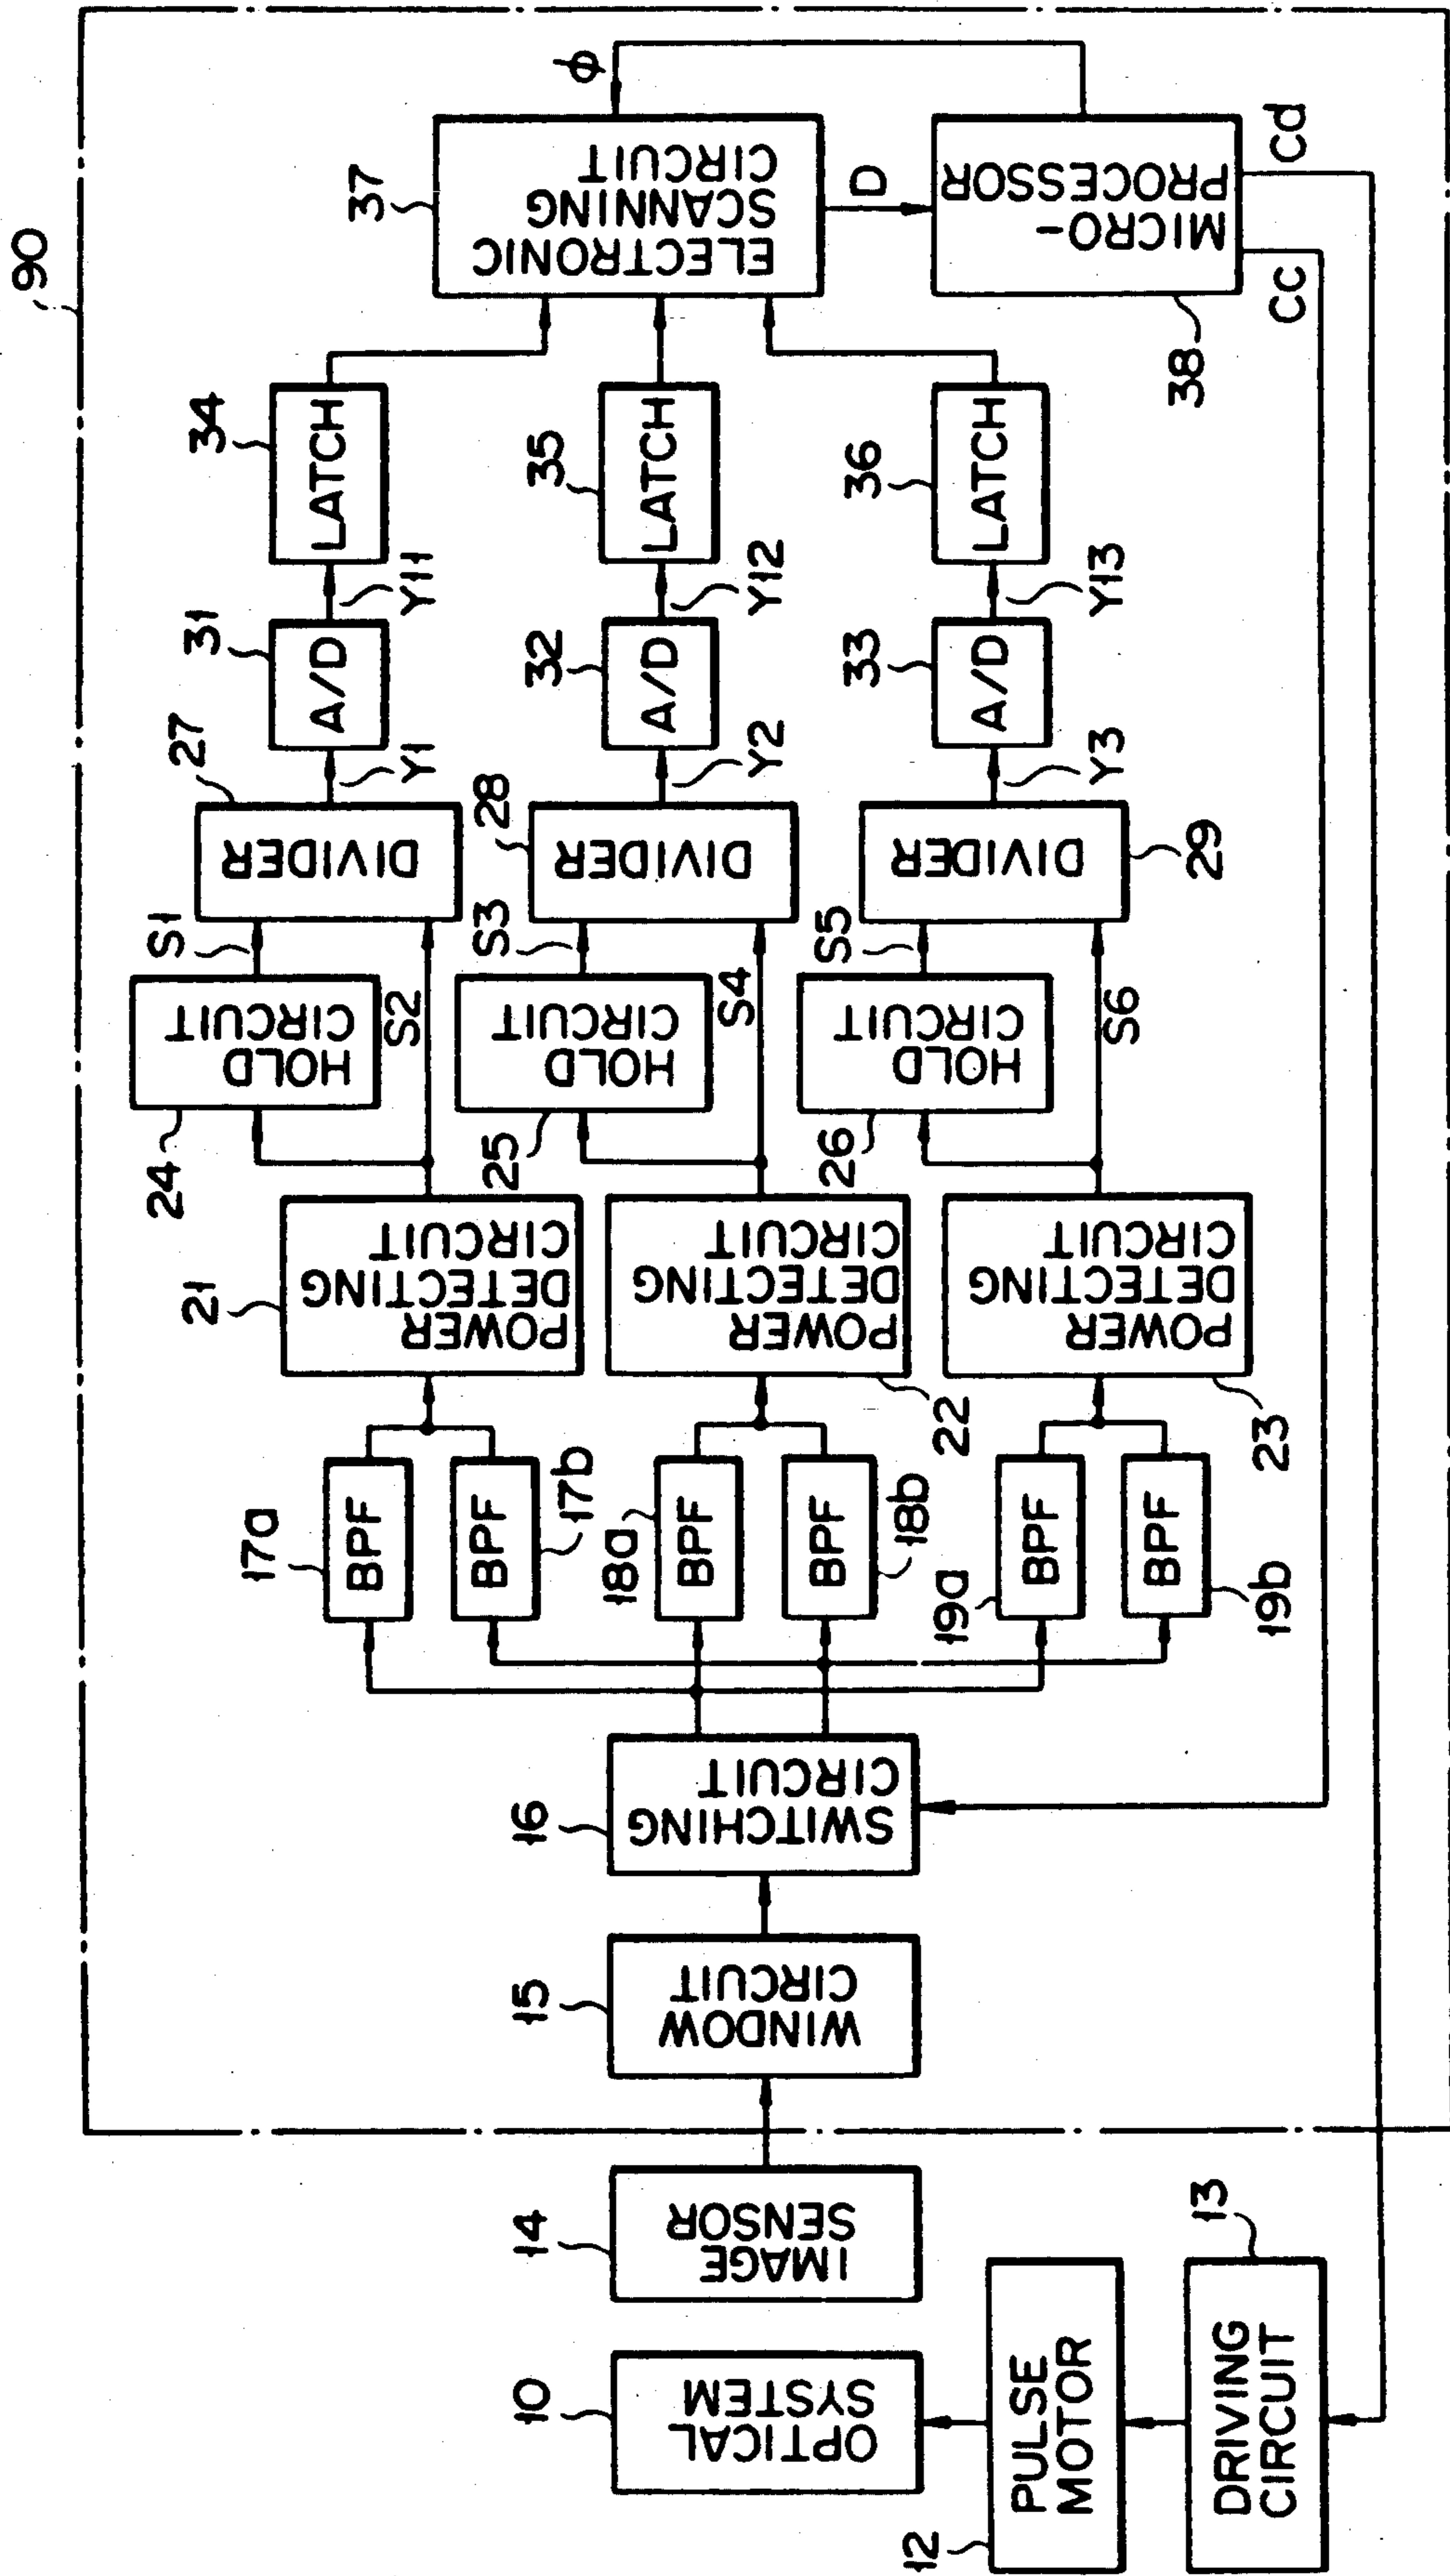 90
10
OPTICAL
SYSTEM
12
PULSE
MOTOR
13
DRIVING
CIRCUIT
14
IMAGE
SENSOR
15
WINDOW
CIRCUIT
16
SWITCHING
CIRCUIT
17a
BPF
BPF
17b
18a
BPF
BPF
18b
19a
BPF
BPF
19b
21
POWER
DETECTING
CIRCUIT
22
POWER
DETECTING
CIRCUIT
23
POWER
DETECTING
CIRCUIT
24
HOLD
CIRCUIT
25
HOLD
CIRCUIT
26
HOLD
CIRCUIT
S1
S2
S3
S4
S5
S6
27
DIVIDER
28
DIVIDER
29
DIVIDER
Y1
Y2
Y3
31
A/D
32
A/D
33
A/D
Y11
Y12
Y13
34
LATCH
35
LATCH
36
LATCH
37
ELECTRONIC
SCANNING
CIRCUIT
ϕ
D
38
MICRO-
PROCESSOR
Cc
Cd